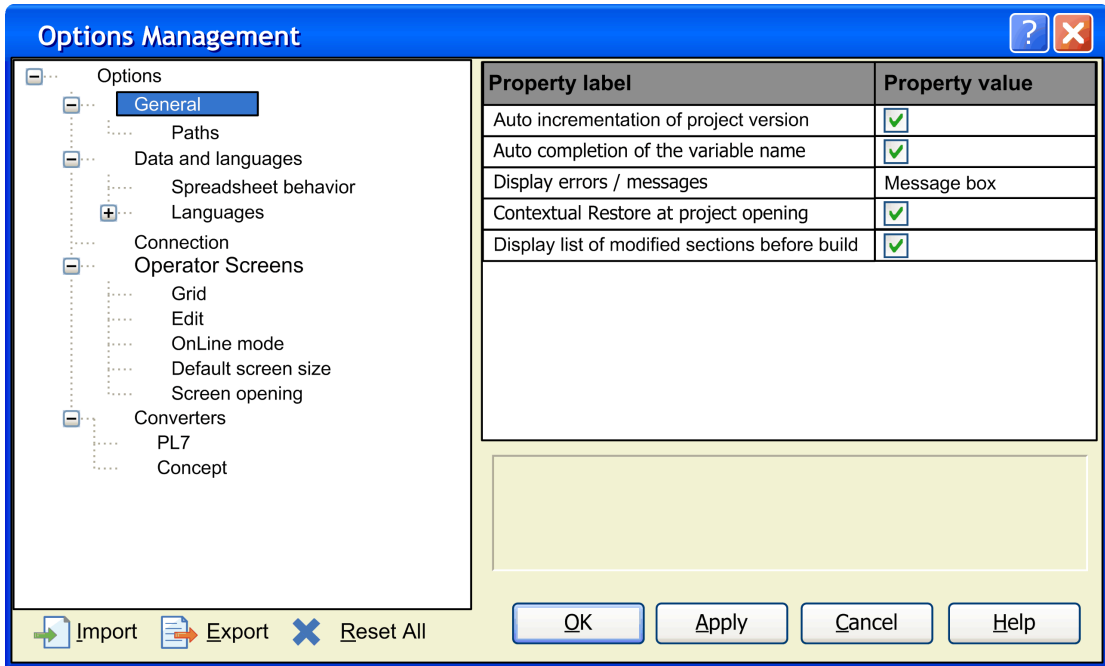 Options Management
?
Options
General
Paths
Data and languages
Spreadsheet behavior
Languages
Connection
Operator Screens
Grid
Edit
OnLine mode
Default screen size
Screen opening
Converters
PL7
Concept
Import Export Reset All
Property label Property value
Auto incrementation of project version
Auto completion of the variable name
Display errors / messages Message box
Contextual Restore at project opening
Display list of modified sections before build
OK Apply Cancel Help